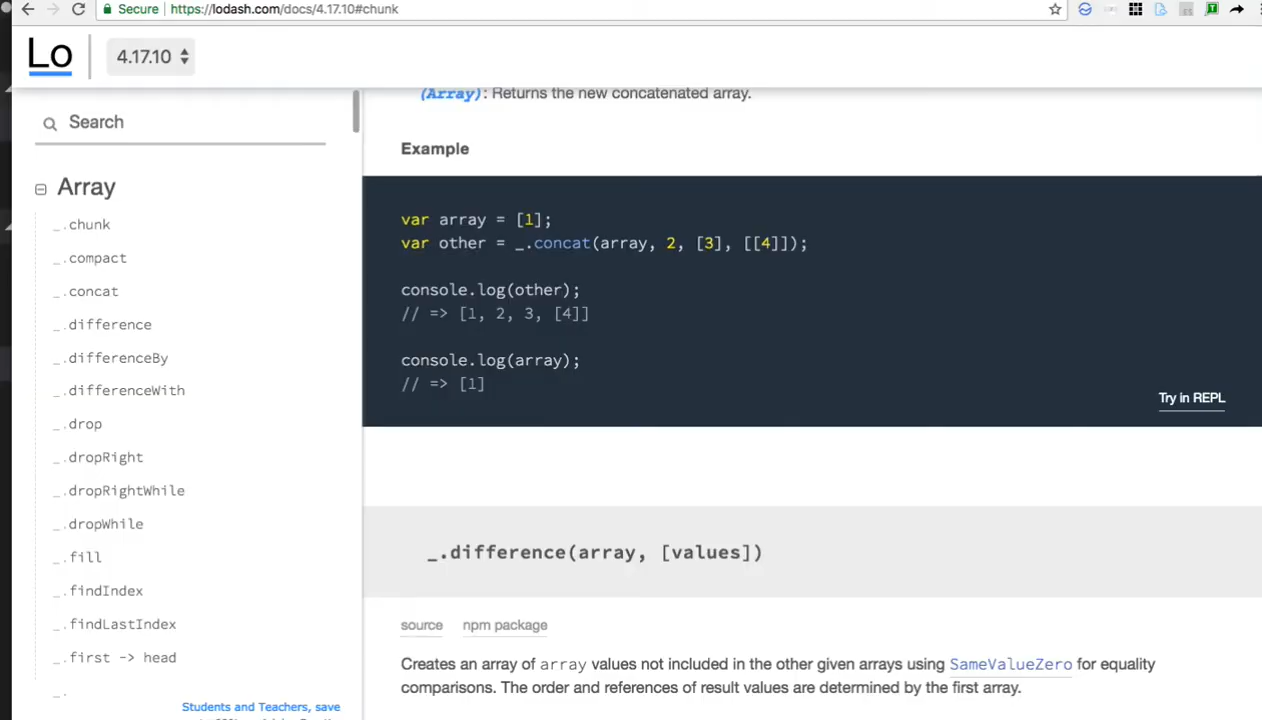 Secure https://lodash.com/docs/4.17.10#chunk
Lo 4.17.10
Search
Array
_.chunk
_.compact
_.concat
_.difference
_.differenceBy
_.differenceWith
_.drop
_.dropRight
_.dropRightWhile
_.dropWhile
_.fill
_.findIndex
_.findLastIndex
_.first -> head
_.
Students and Teachers, save
(Array): Returns the new concatenated array.
Example
var array = [1];
var other = _.concat(array, 2, [3], [[4]]);
console.log(other);
// => [1, 2, 3, [4]]
console.log(array);
// => [1]
Try in REPL
_.difference(array, [values])
source npm package
Creates an array of array values not included in the other given arrays using SameValueZero for equality
comparisons. The order and references of result values are determined by the first array.